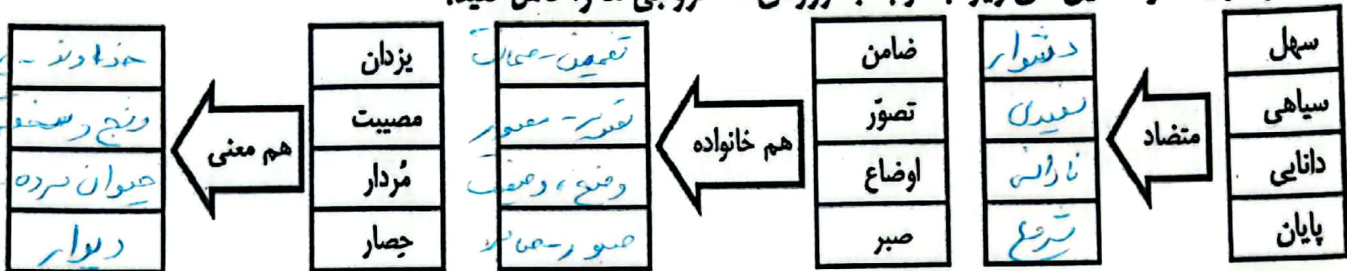 سهل
سیاهی
دانایی
پایان
متضاد
دشوار
سفیدی
نادانی
شروع
ضامن
تصوّر
اوضاع
صبر
هم خانواده
تضمین - ضمانت
تصویر - مصور
وضع ، وضعیت
صبور - صابر
یزدان
مصیبت
مُردار
حِصار
هم معنی
خداوند -
رنج و سختی
حیوان مرده
دیوار